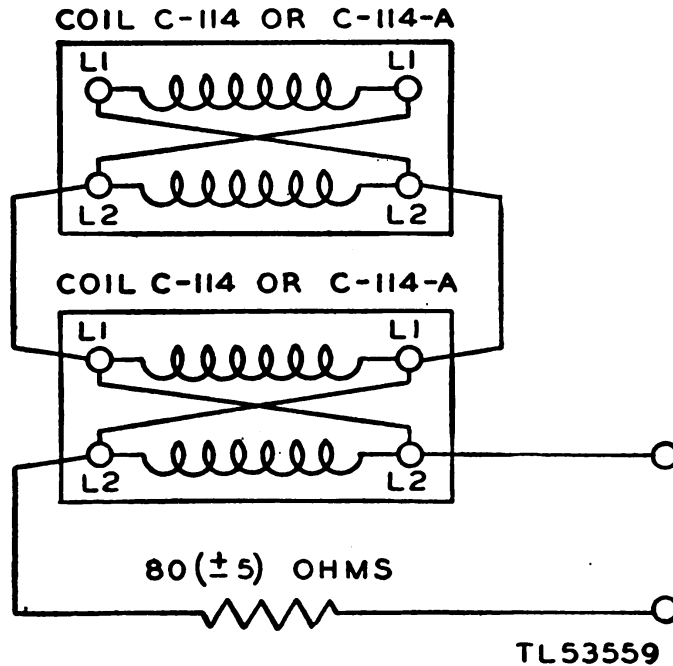 COIL C-114 OR C-114-A
L1 L1
L2 L2
COIL C-114 OR C-114-A
L1 L1
L2 L2
80 (±5) OHMS
TL53559